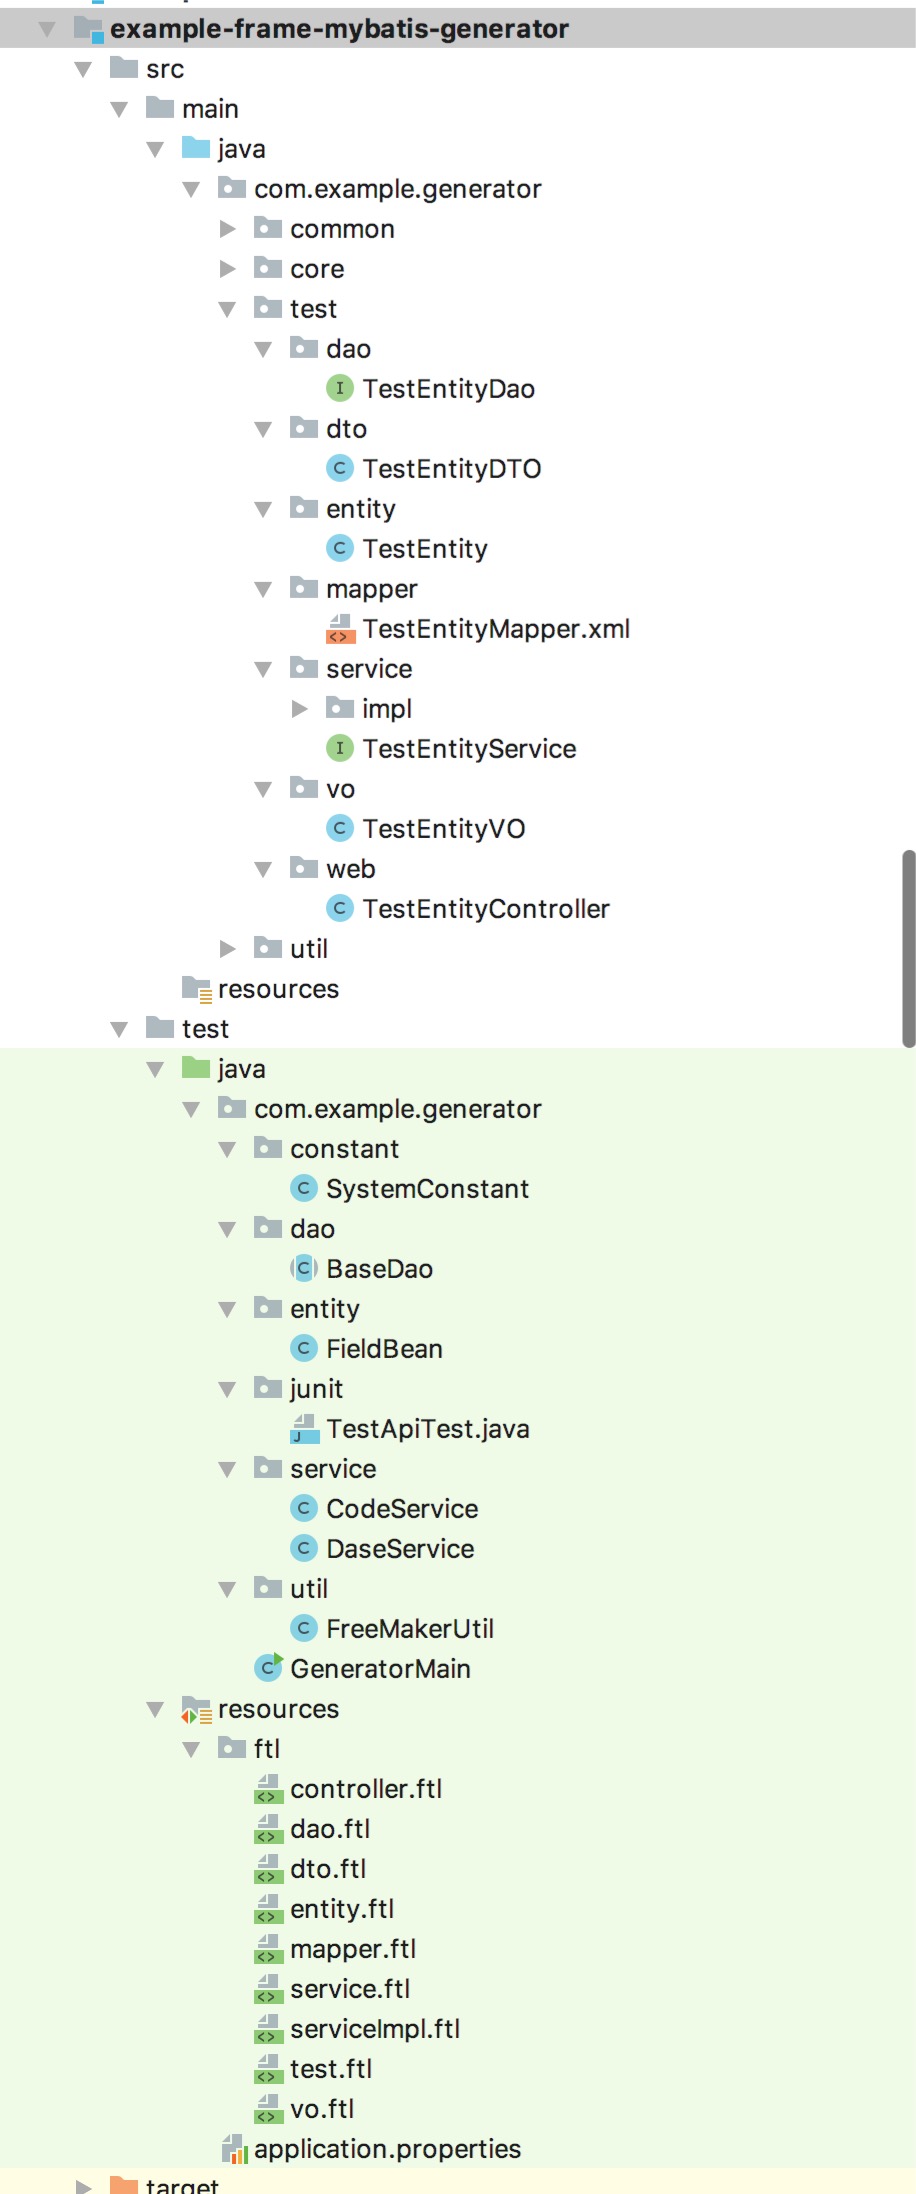 example-frame-mybatis-generator
src
main
java
com.example.generator
common
core
test
dao
TestEntityDao
dto
TestEntityDTO
entity
TestEntity
mapper
TestEntityMapper.xml
service
impl
TestEntityService
vo
TestEntityVO
web
TestEntityController
util
resources
test
java
com.example.generator
constant
SystemConstant
dao
BaseDao
entity
FieldBean
junit
TestApiTest.java
service
CodeService
DaseService
util
FreeMakerUtil
GeneratorMain
resources
ftl
controller.ftl
dao.ftl
dto.ftl
entity.ftl
mapper.ftl
service.ftl
serviceImpl.ftl
test.ftl
vo.ftl
application.properties
target